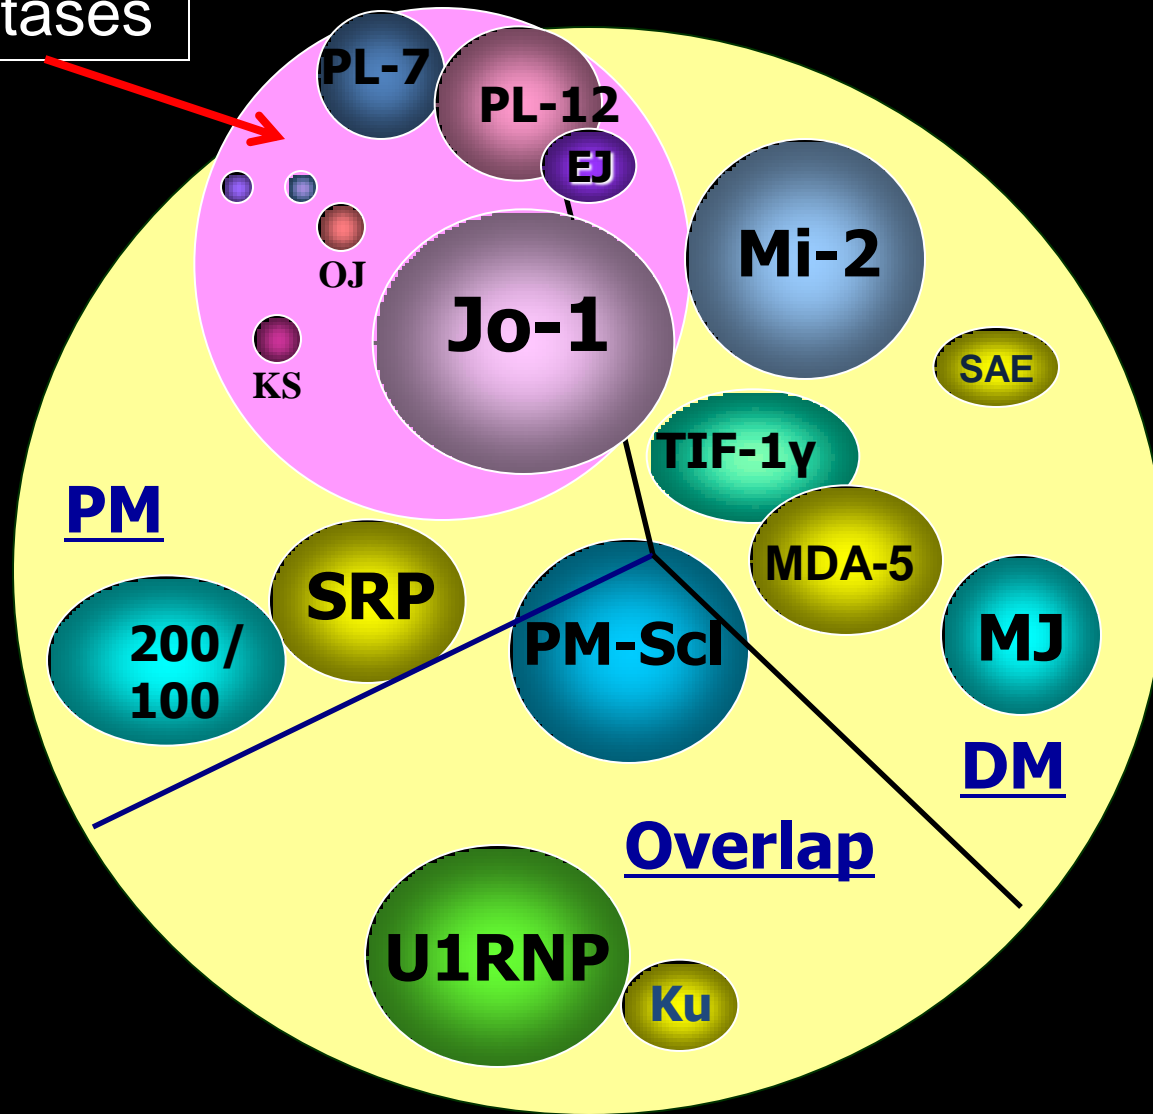 tases
PL-7
PL-12
EJ
Mi-2
OJ
Jo-1
KS
SAE
TIF-1γ
PM
MDA-5
SRP
200/
100
PM-Scl
MJ
DM
Overlap
U1RNP
Ku